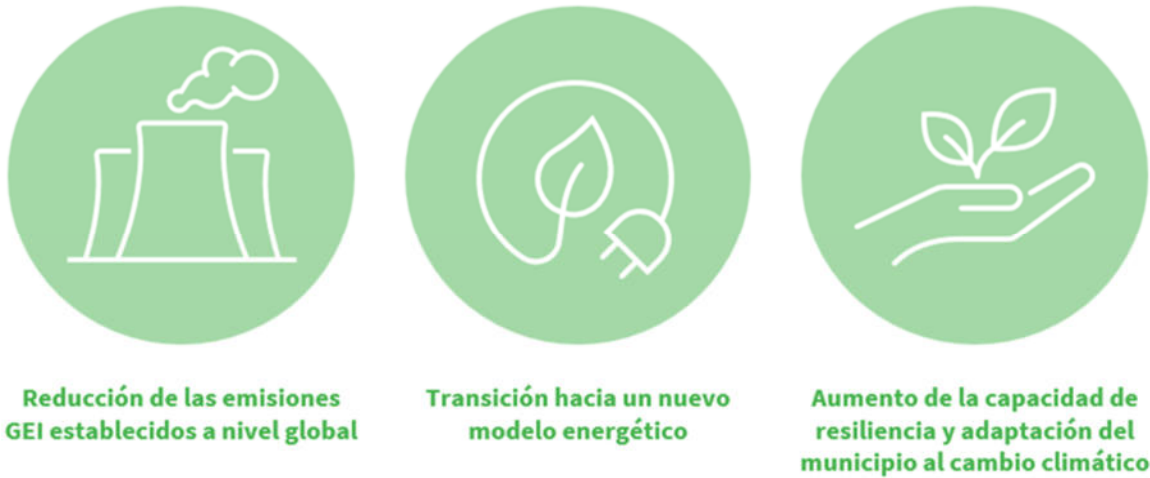 Reducción de las emisiones
GEI establecidos a nivel global
Transición hacia un nuevo
modelo energético
Aumento de la capacidad de
resiliencia y adaptación del
municipio al cambio climático